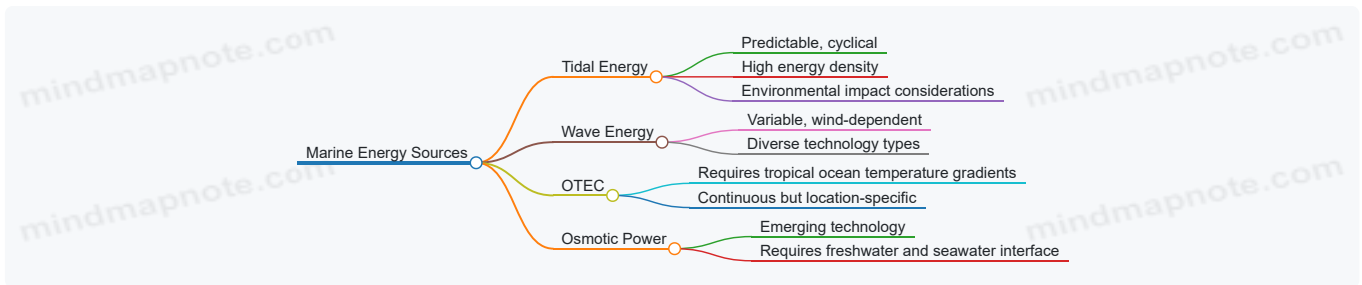 mindmapnote.com
mindmapnote.com
Marine Energy Sources
Tidal Energy
Predictable, cyclical
High energy density
Environmental impact considerations
Wave Energy
Variable, wind-dependent
Diverse technology types
OTEC
Requires tropical ocean temperature gradients
Continuous but location-specific
Osmotic Power
Emerging technology
Requires freshwater and seawater interface
mindmapnote.com
mindmapnote.com